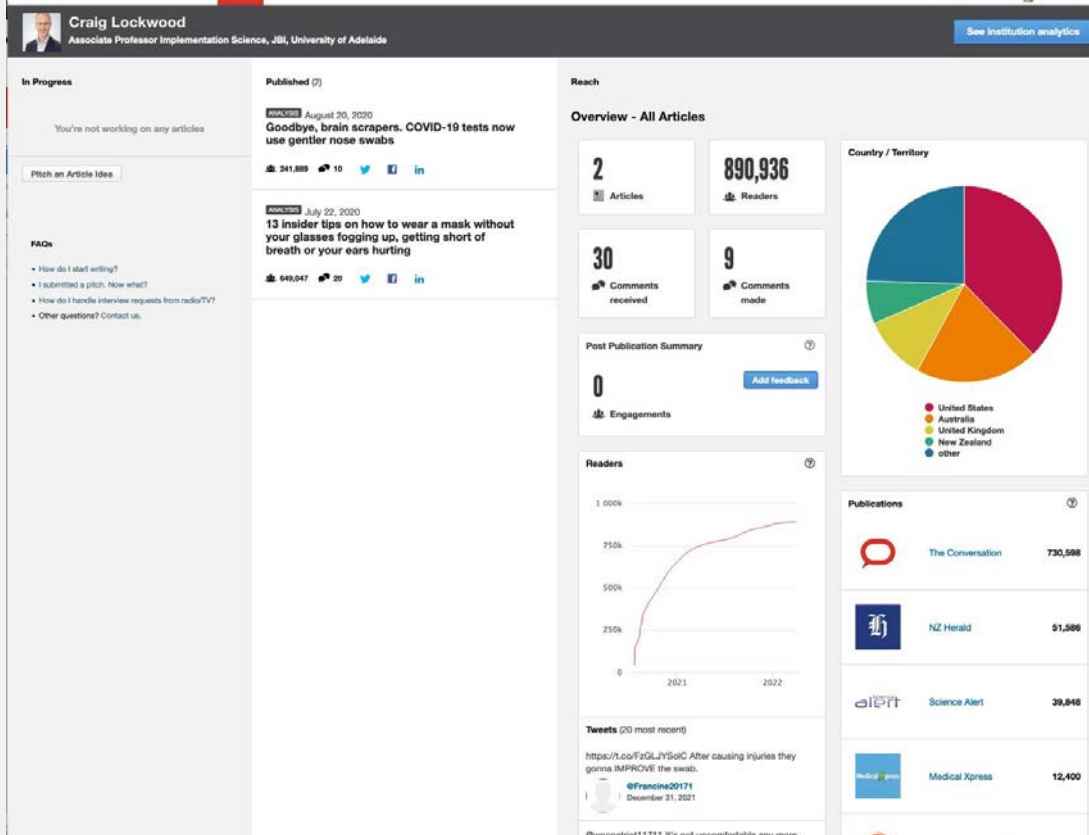 Craig Lockwood
Associate Professor Implementation Science, JBI, University of Adelaide
See institution analytics
In Progress
You're not working on any articles
Pitch an Article Idea
FAQs
• How do I start writing?
• I submitted a pitch. Now what?
• How do I handle interview requests from radio/TV?
• Other questions? Contact us.
Published (2)
ANALYSIS August 20, 2020
Goodbye, brain scrapers. COVID-19 tests now
use gentler nose swabs
241,889 10
ANALYSIS July 22, 2020
13 insider tips on how to wear a mask without
your glasses fogging up, getting short of
breath or your ears hurting
649,047 20
Reach
Overview - All Articles
2
Articles
890,936
Readers
30
Comments
received
9
Comments
made
Post Publication Summary
0
Add feedback
Engagements
Readers
1 000k
750k
500k
250k
0
2021 2022
Tweets (20 most recent)
After causing injuries they
gonna IMPROVE the swab.
@Francine20171
December 31, 2021
Country / Territory
United States
Australia
United Kingdom
New Zealand
other
Publications
The Conversation 730,598
NZ Herald 51,586
science
alert
Science Alert 39,848
Medical Xpress
Medical Xpress 12,400